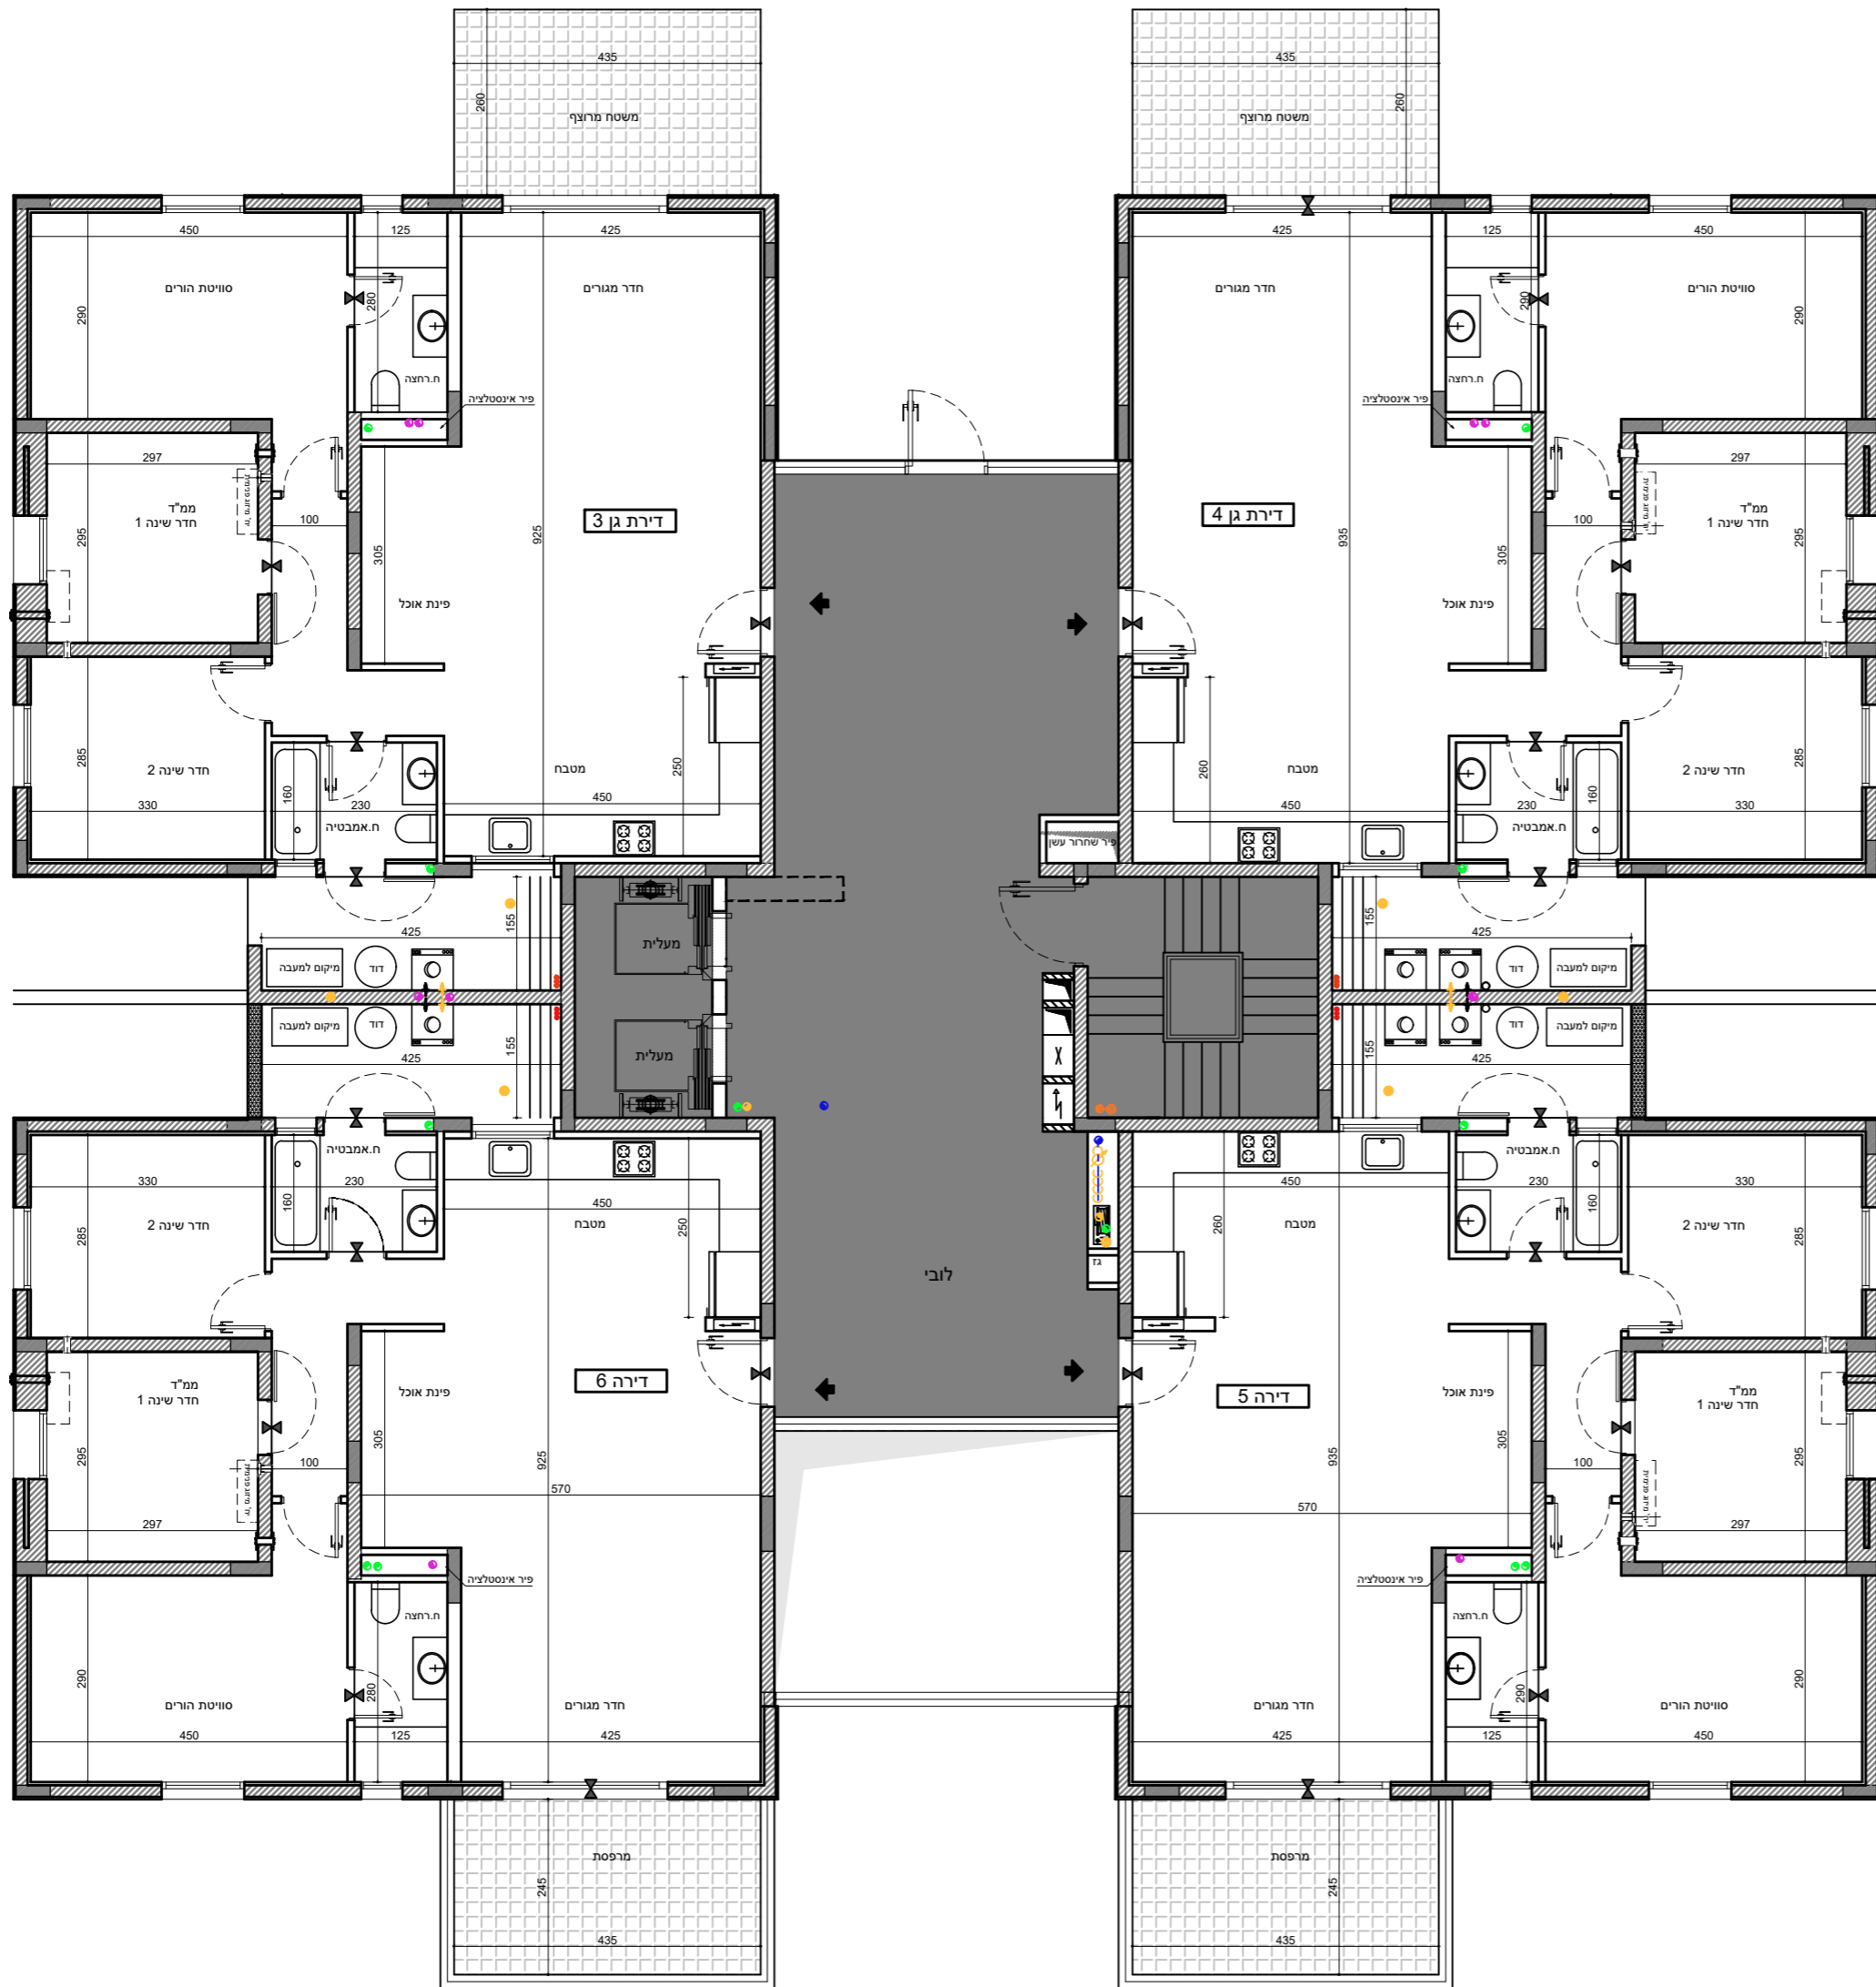 435
435
260
260
משטח מרוצף
משטח מרוצף
450
125
425
425
125
450
סוויטת הורים
חדר מגורים
חדר מגורים
סוויטת הורים
290
280
290
290
ח.רחצה
ח.רחצה
פיר אינסטלציה
פיר אינסטלציה
297
297
ממ"ד
חדר שינה 1
ממ"ד
חדר שינה 1
דירת גן 3
דירת גן 4
100
100
295
305
925
935
305
295
פינת אוכל
פינת אוכל
285
חדר שינה 2
מטבח
250
260
מטבח
חדר שינה 2
285
330
160
230
450
450
230
160
330
ח.אמבטיה
ח.אמבטיה
פיר שחרור עשן
155
155
425
425
מעלית
מיקום למעבה
דוד
דוד
מיקום למעבה
מיקום למעבה
דוד
דוד
מיקום למעבה
מעלית
155
155
425
425
X
ח.אמבטיה
ח.אמבטיה
330
160
230
450
450
230
160
330
285
חדר שינה 2
מטבח
250
260
מטבח
חדר שינה 2
285
גז
לובי
ממ"ד
חדר שינה 1
פינת אוכל
דירה 6
דירה 5
פינת אוכל
ממ"ד
חדר שינה 1
295
305
925
935
305
295
100
570
570
100
297
297
פיר אינסטלציה
פיר אינסטלציה
ח.רחצה
ח.רחצה
290
280
290
290
סוויטת הורים
חדר מגורים
חדר מגורים
סוויטת הורים
450
125
425
425
125
450
מרפסת
מרפסת
245
245
435
435